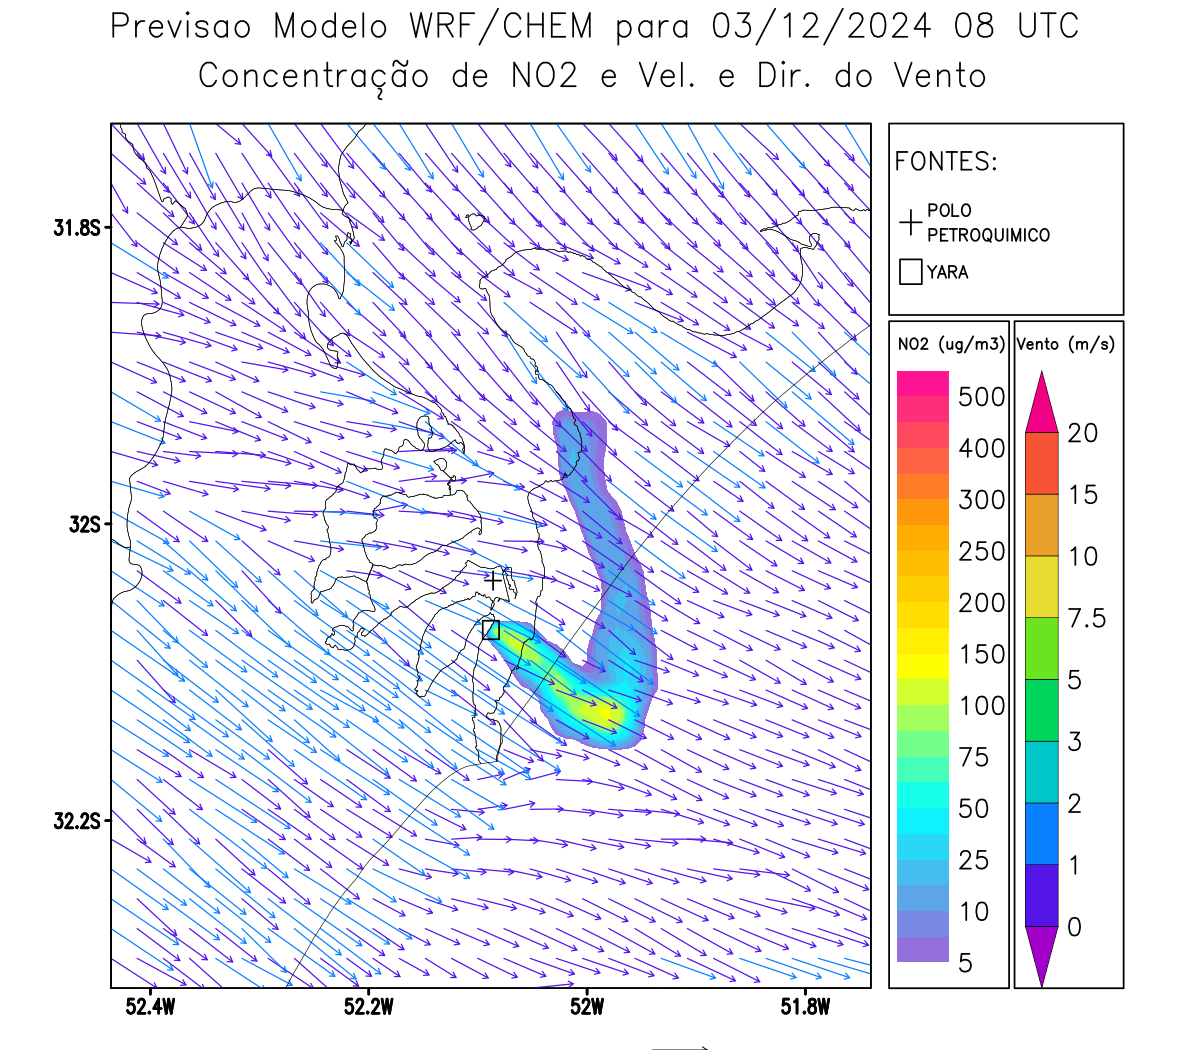 Previsao Modelo WRF/CHEM para 03/12/2024 08 UTC
Concentração de NO2 e Vel. e Dir. do Vento
FONTES:
POLO
PETROQUIMICO
YARA
NO2 (ug/m3)
500
400
300
250
200
150
100
75
50
25
10
5
Vento (m/s)
20
15
10
7.5
5
3
2
1
0
31.8S
32S
32.2S
52.4W 52.2W 52W 51.8W